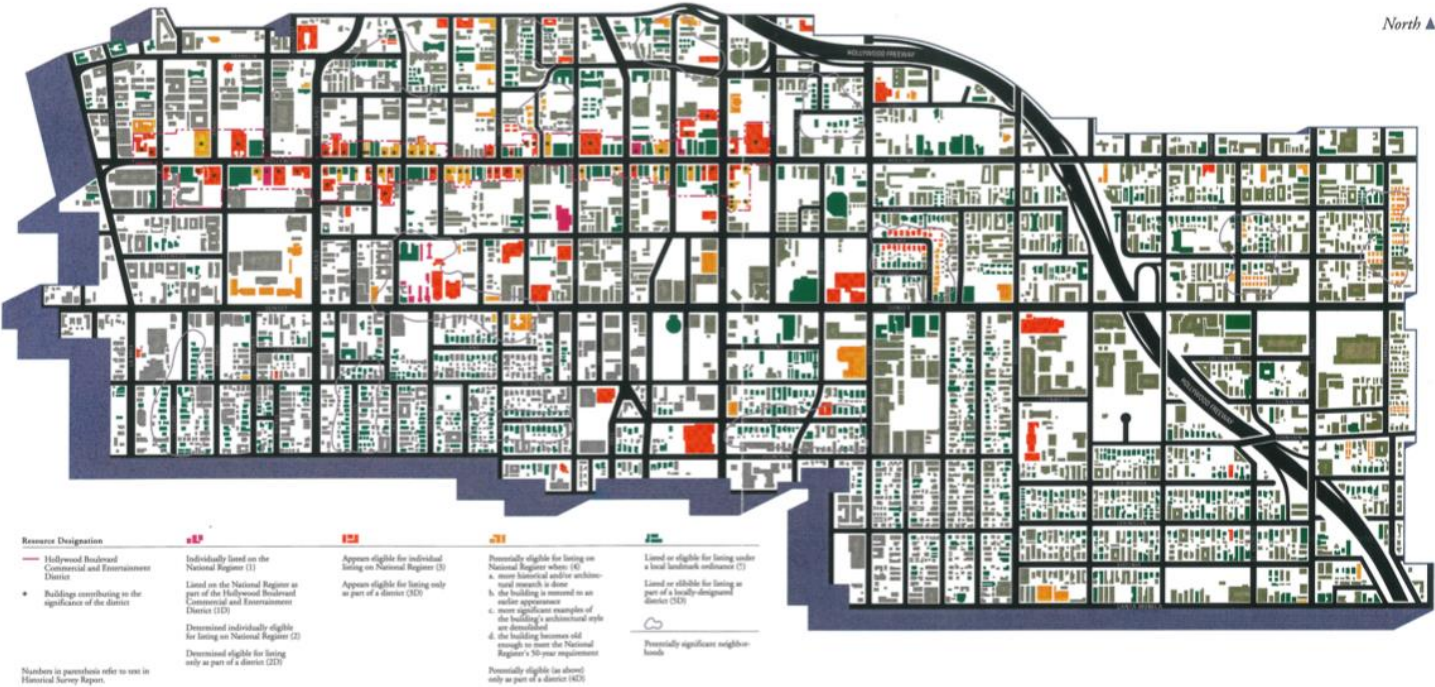 North
HOLLYWOOD FREEWAY
HOLLYWOOD FREEWAY
SANTA MONICA
Resource Designation
Hollywood Boulevard
Commercial and Entertainment
District
Buildings contributing to the
significance of the district
Numbers in parenthesis refer to text in
Historical Survey Report.
Individually listed on the
National Register (1)
Listed on the National Register as
part of the Hollywood Boulevard
Commercial and Entertainment
District (1D)
Determined individually eligible
for listing on National Register (2)
Determined eligible for listing
only as part of a district (2D)
Appears eligible for individual
listing on National Register (3)
Appears eligible for listing only
as part of a district (3D)
Potentially eligible for listing on
National Register when: (4)
a. more historical and/or architec-
tural research is done
b. the building is restored to an
earlier appearance
c. more significant examples of
the building's architectural style
are demolished
d. the building becomes old
enough to meet the National
Register's 50-year requirement
Potentially eligible (as above)
only as part of a district (4D)
Listed or eligible for listing under
a local landmark ordinance
Listed or elibible for listing as
part of a locally-designated
district (5D)
Potentially significant neighbor-
hoods